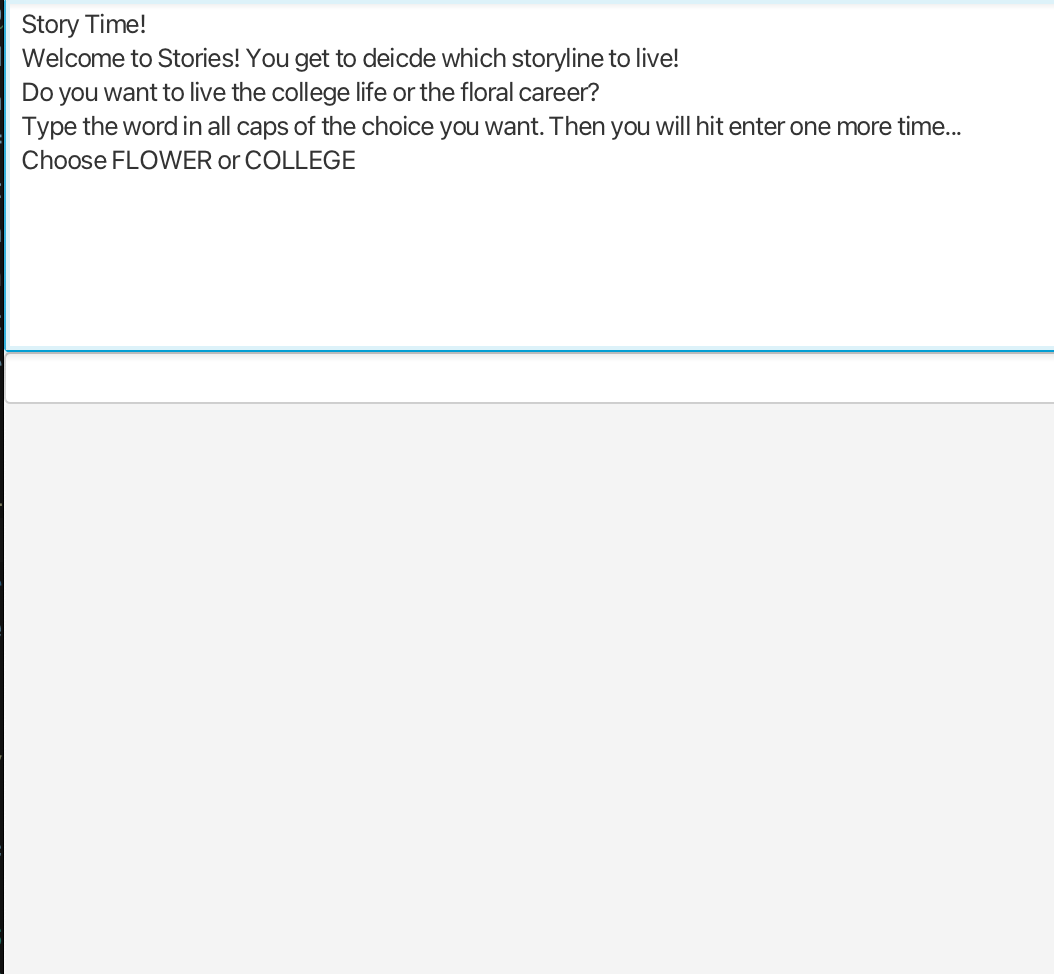 Story Time!
Welcome to Stories! You get to deicde which storyline to live!
Do you want to live the college life or the floral career?
Type the word in all caps of the choice you want. Then you will hit enter one more time...
Choose FLOWER or COLLEGE